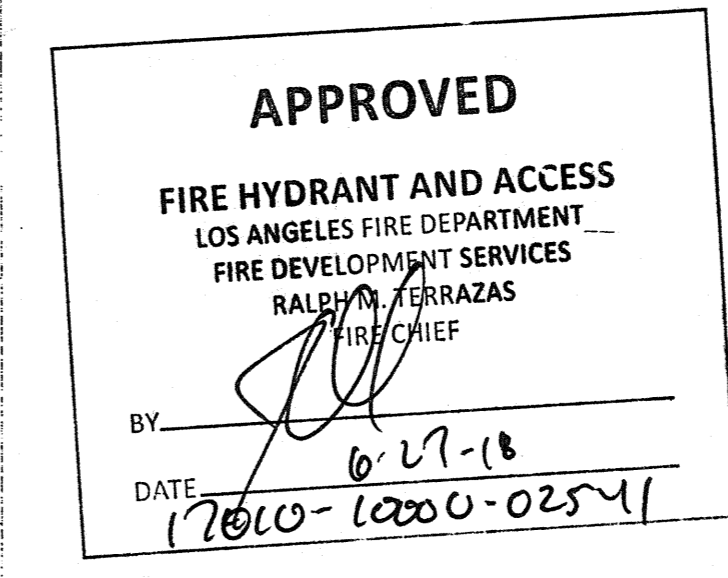 APPROVED
FIRE HYDRANT AND ACCESS
LOS ANGELES FIRE DEPARTMENT
FIRE DEVELOPMENT SERVICES
RALPH M. TERRAZAS
FIRE CHIEF
BY
DATE 6-27-18
17010-10000-02541